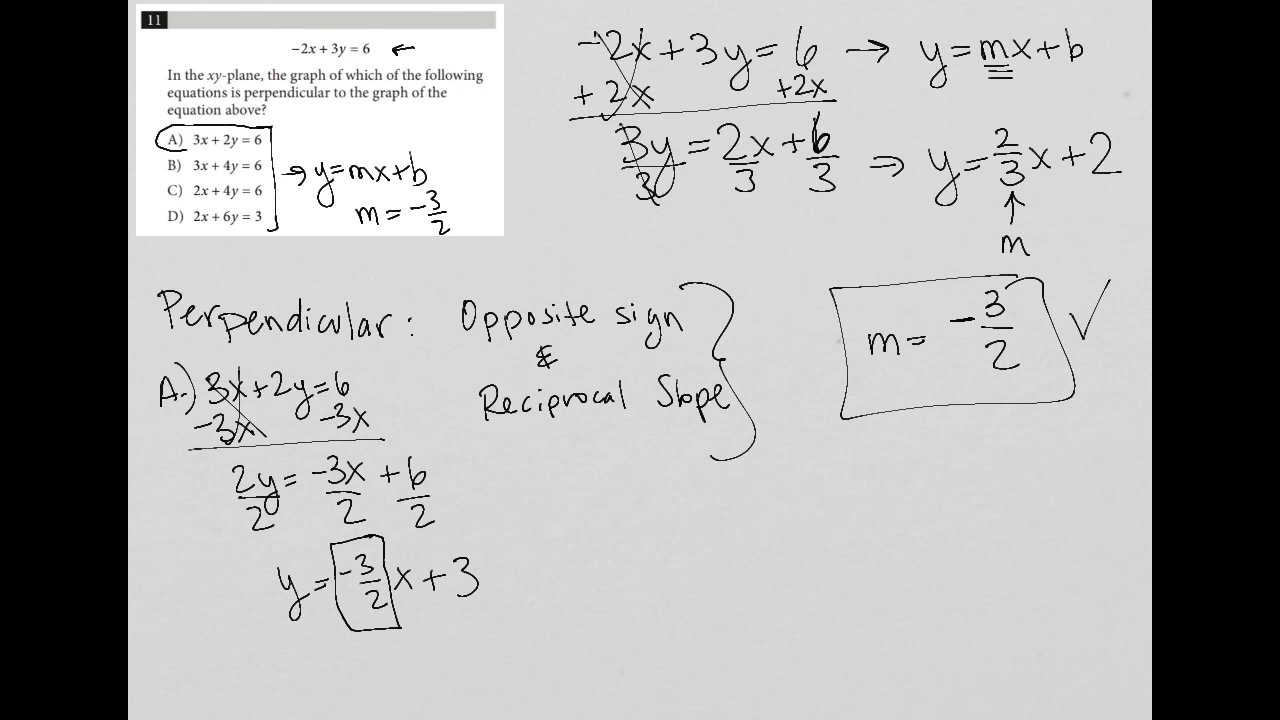 11
−2x + 3y = 6 ←
In the xy-plane, the graph of which of the following
equations is perpendicular to the graph of the
equation above?
A) 3x + 2y = 6
B) 3x + 4y = 6
C) 2x + 4y = 6
D) 2x + 6y = 3
→ y=mx+b
m = -3/2
-2x+3y=6 → y=mx+b
+2x +2x
3y/3 = 2x/3 + 6/3 ⇒ y=2/3x+2
↑
m
m= -3/2 ✓
Perpendicular: Opposite sign
&
Reciprocal Slope
A.) 3x+2y=6
-3x -3x
2y/2 = -3x/2 + 6/2
y= -3/2 x+3